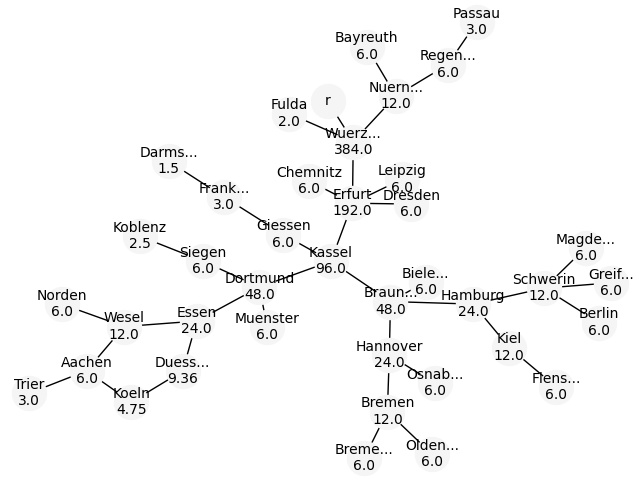 Passau
3.0
Bayreuth
6.0
Regen...
6.0
Nuern...
12.0
r
Fulda
2.0
Wuerz...
384.0
Darms...
1.5
Chemnitz
6.0
Leipzig
6.0
Frank...
3.0
Erfurt
192.0
Dresden
6.0
Koblenz
2.5
Giessen
6.0
Siegen
6.0
Kassel
96.0
Magde...
6.0
Dortmund
48.0
Biele...
6.0
Schwerin
12.0
Greif...
6.0
Norden
6.0
Braun...
48.0
Hamburg
24.0
Wesel
12.0
Essen
24.0
Muenster
6.0
Berlin
6.0
Hannover
24.0
Kiel
12.0
Aachen
6.0
Duess...
9.36
Osnab...
6.0
Flens...
6.0
Trier
3.0
Koeln
4.75
Bremen
12.0
Breme...
6.0
Olden...
6.0